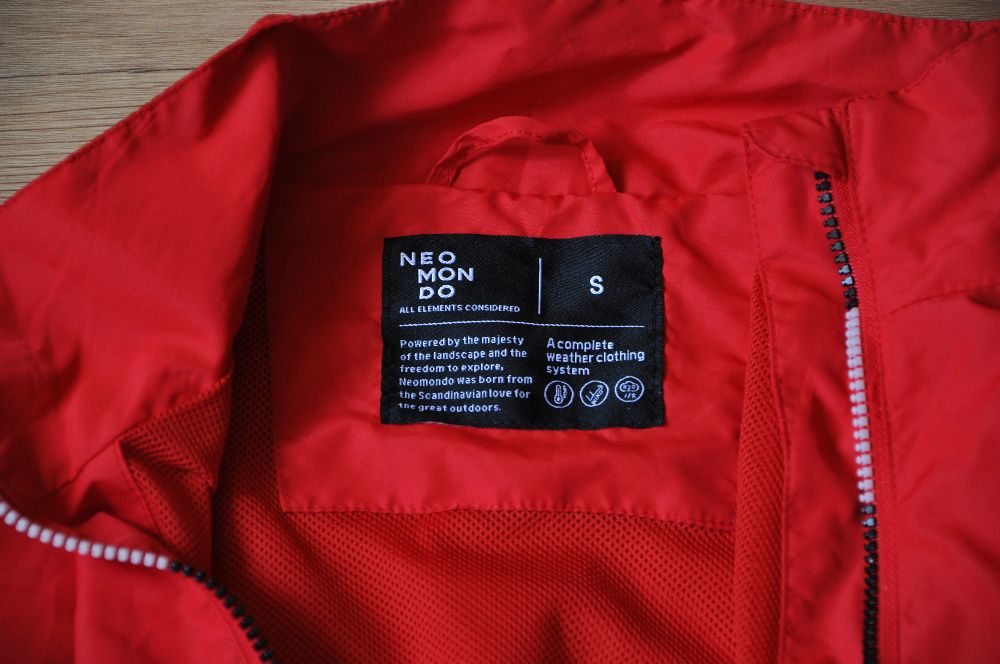 NEO
MON
DO
ALL ELEMENTS CONSIDERED
S
Powered by the majesty
of the landscape and the
freedom to explore,
Neomondo was born from
the Scandinavian love for
the great outdoors.
A complete
weather clothing
system